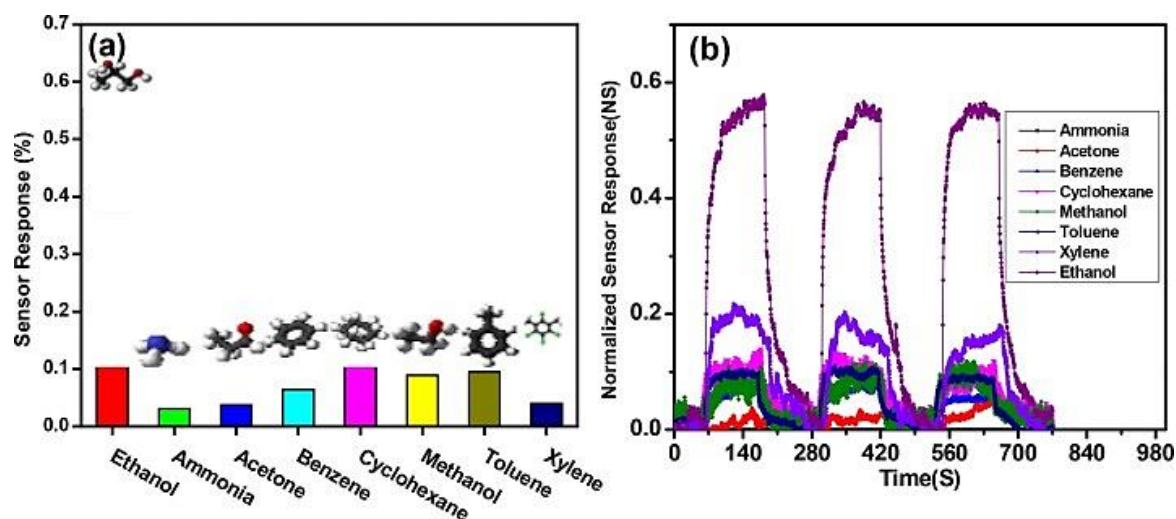 (a)
Sensor Response (%)
0.7
0.6
0.5
0.4
0.3
0.2
0.1
0.0
Ethanol
Ammonia
Acetone
Benzene
Cyclohexane
Methanol
Toluene
Xylene
(b)
Normalized Sensor Response(NS)
0.6
0.4
0.2
0.0
Ammonia
Acetone
Benzene
Cyclohexane
Methanol
Toluene
Xylene
Ethanol
0 140 280 420 560 700 840 980
Time(S)